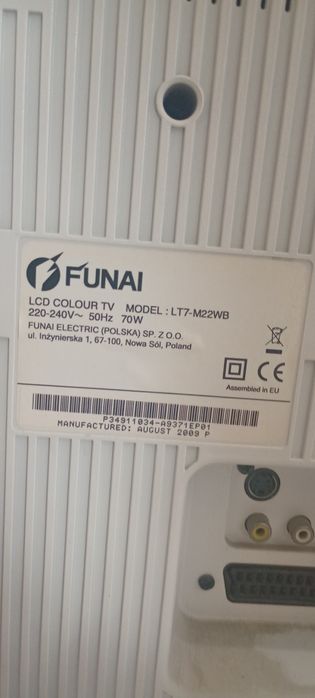 FUNAI
LCD COLOUR TV MODEL : LT7-M22WB
220-240V~ 50Hz 70W
FUNAI ELECTRIC (POLSKA) SP. Z O.O.
ul. Inżynierska 1, 67-100, Nowa Sól, Poland
CE
Assembled in EU
P34911034-A9371EP01
MANUFACTURED: AUGUST 2009 P